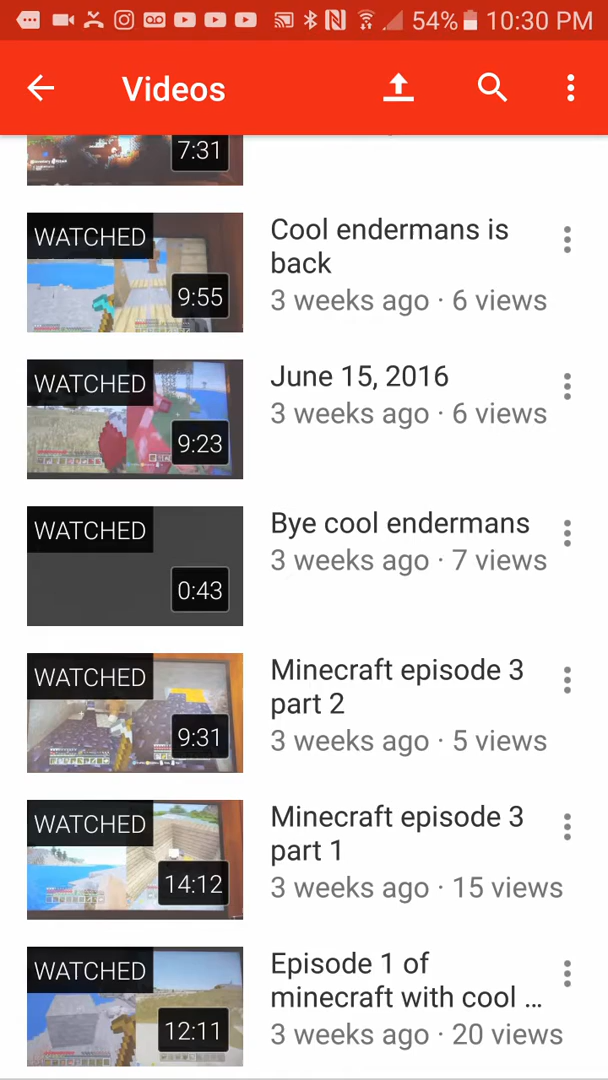 54% 10:30 PM
Videos
7:31
WATCHED
9:55
Cool endermans is
back
3 weeks ago · 6 views
WATCHED
9:23
June 15, 2016
3 weeks ago · 6 views
WATCHED
0:43
Bye cool endermans
3 weeks ago · 7 views
WATCHED
9:31
Minecraft episode 3
part 2
3 weeks ago · 5 views
WATCHED
14:12
Minecraft episode 3
part 1
3 weeks ago · 15 views
WATCHED
12:11
Episode 1 of
minecraft with cool ...
3 weeks ago · 20 views